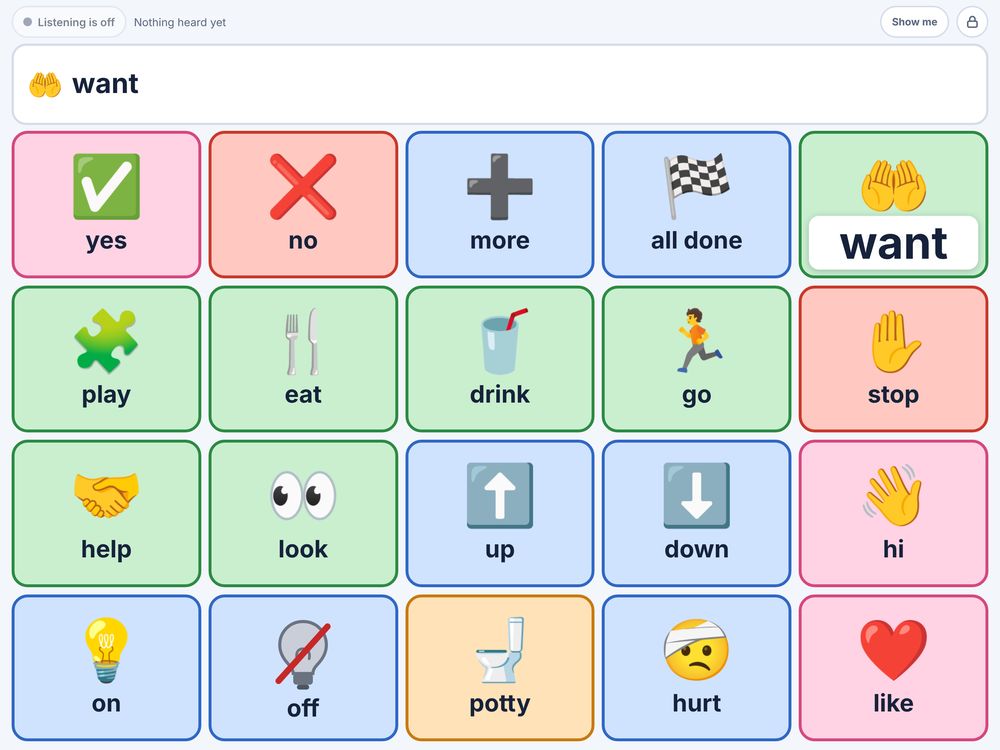 Listening is off
Nothing heard yet
Show me
want
yes
no
more
all done
want
play
eat
drink
go
stop
help
look
up
down
hi
on
off
potty
hurt
like